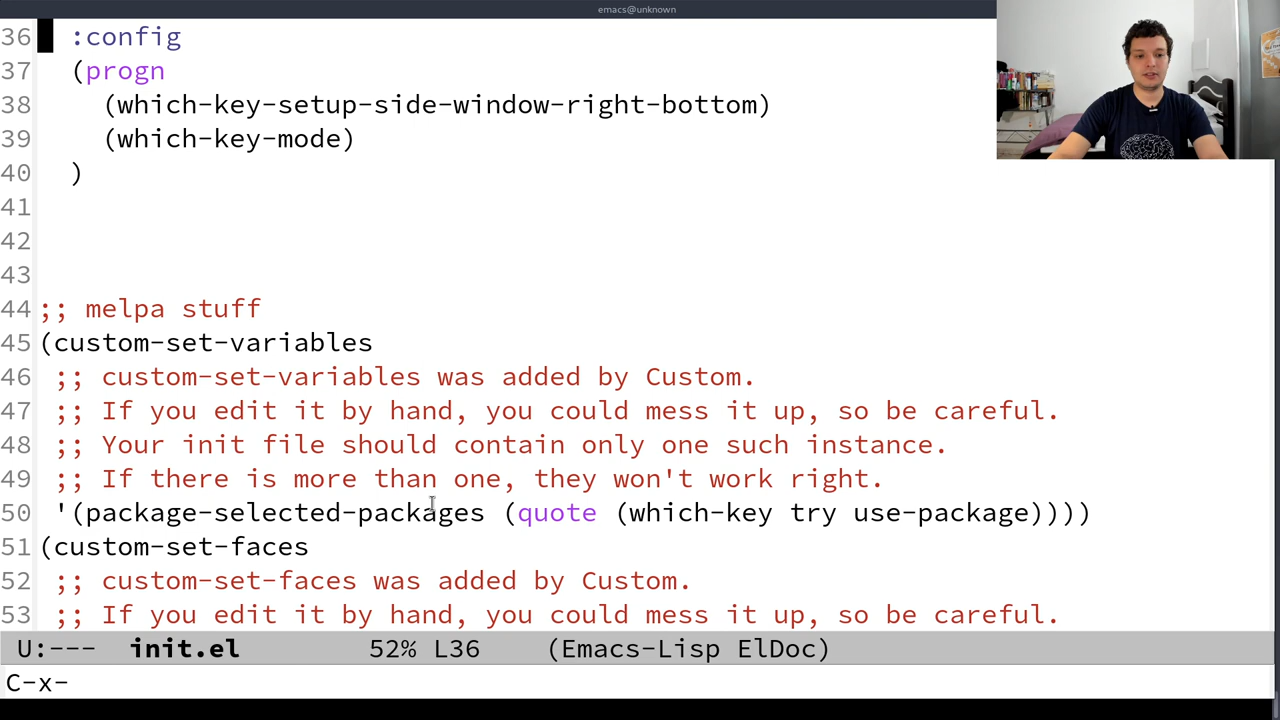 emacs@unknown
36 :config
37 (progn
38 (which-key-setup-side-window-right-bottom)
39 (which-key-mode)
40 )
41
42
43
44 ;; melpa stuff
45 (custom-set-variables
46 ;; custom-set-variables was added by Custom.
47 ;; If you edit it by hand, you could mess it up, so be careful.
48 ;; Your init file should contain only one such instance.
49 ;; If there is more than one, they won't work right.
50 '(package-selected-packages (quote (which-key try use-package))))
51 (custom-set-faces
52 ;; custom-set-faces was added by Custom.
53 ;; If you edit it by hand, you could mess it up, so be careful.
U:--- init.el 52% L36 (Emacs-Lisp ElDoc)
C-x-